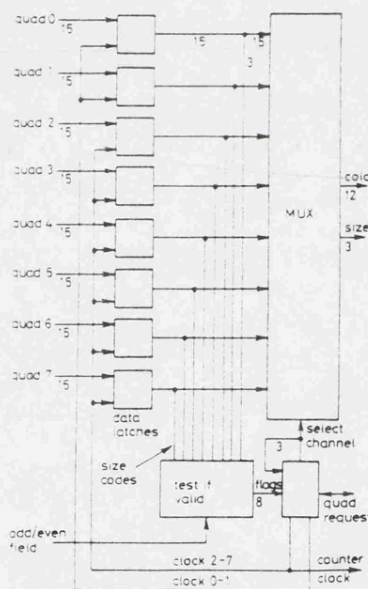 quad 0
15
15
15
3
quad 1
15
quad 2
15
quad 3
15
colo
12
MUX
quad 4
15
size
3
quad 5
15
quad 6
15
quad 7
15
data
latches
select
channel
3
size
codes
test if
valid
flags
8
quad
request
odd/even
field
clock 2-7
counter
clock 0-1
clock